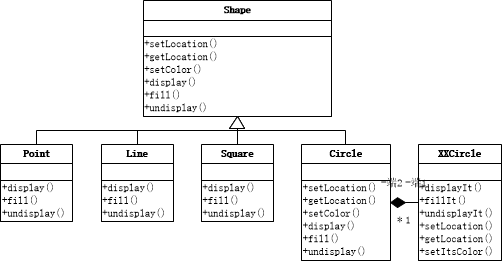 Shape
+setLocation()
+getLocation()
+setColor()
+display()
+fill()
+undisplay()
Point
+display()
+fill()
+undisplay()
Line
+display()
+fill()
+undisplay()
Square
+display()
+fill()
+undisplay()
Circle
+setLocation()
+getLocation()
+setColor()
+display()
+fill()
+undisplay()
-端2
-端1
*
1
XXCircle
+displayIt()
+fillIt()
+undisplayIt()
+setLocation()
+getLocation()
+setItsColor()